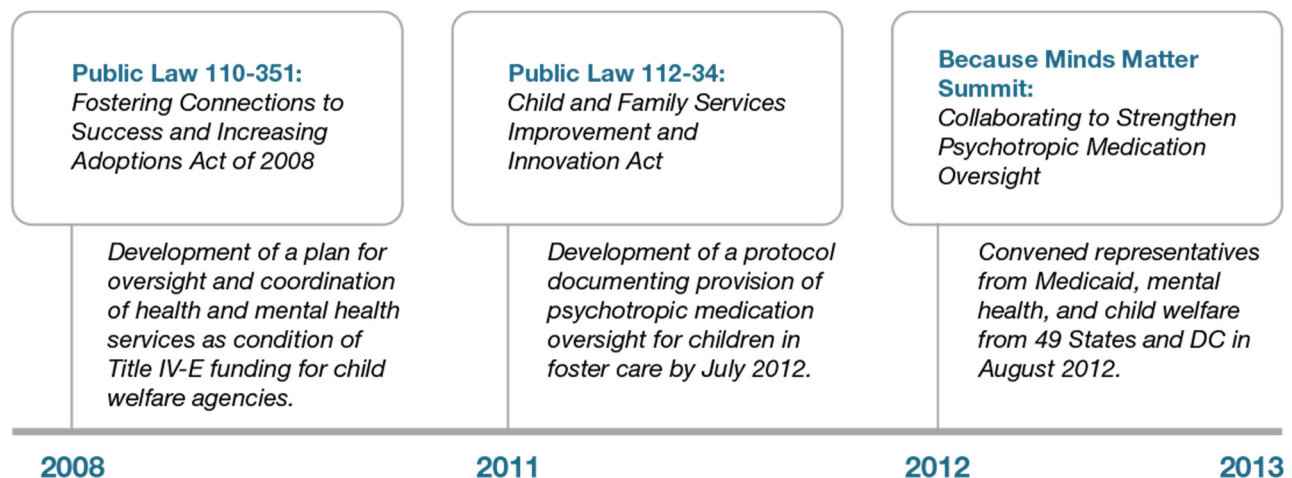 Public Law 110-351:
Fostering Connections to
Success and Increasing
Adoptions Act of 2008
Development of a plan for
oversight and coordination
of health and mental health
services as condition of
Title IV-E funding for child
welfare agencies.
Public Law 112-34:
Child and Family Services
Improvement and
Innovation Act
Development of a protocol
documenting provision of
psychotropic medication
oversight for children in
foster care by July 2012.
Because Minds Matter
Summit:
Collaborating to Strengthen
Psychotropic Medication
Oversight
Convened representatives
from Medicaid, mental
health, and child welfare
from 49 States and DC in
August 2012.
2008
2011
2012
2013